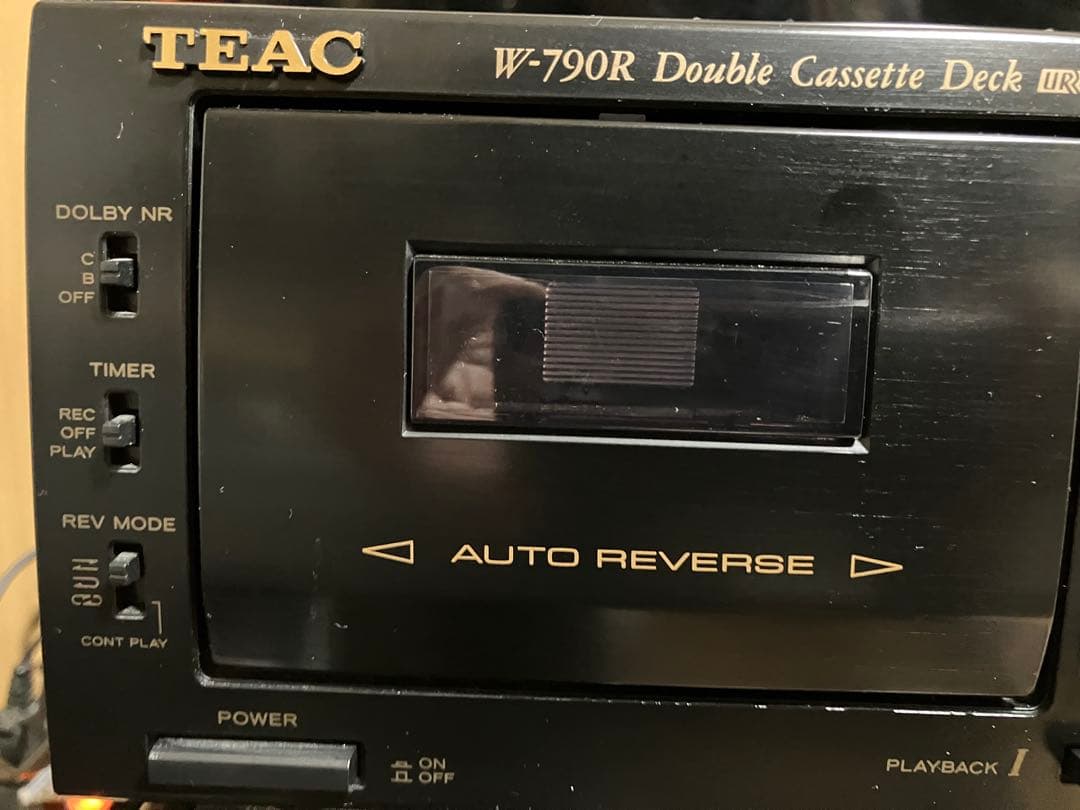 TEAC
W-790R Double Cassette Deck
DOLBY NR
C
B
OFF
TIMER
REC
OFF
PLAY
REV MODE
CONT PLAY
AUTO REVERSE
POWER
ON
OFF
PLAYBACK I